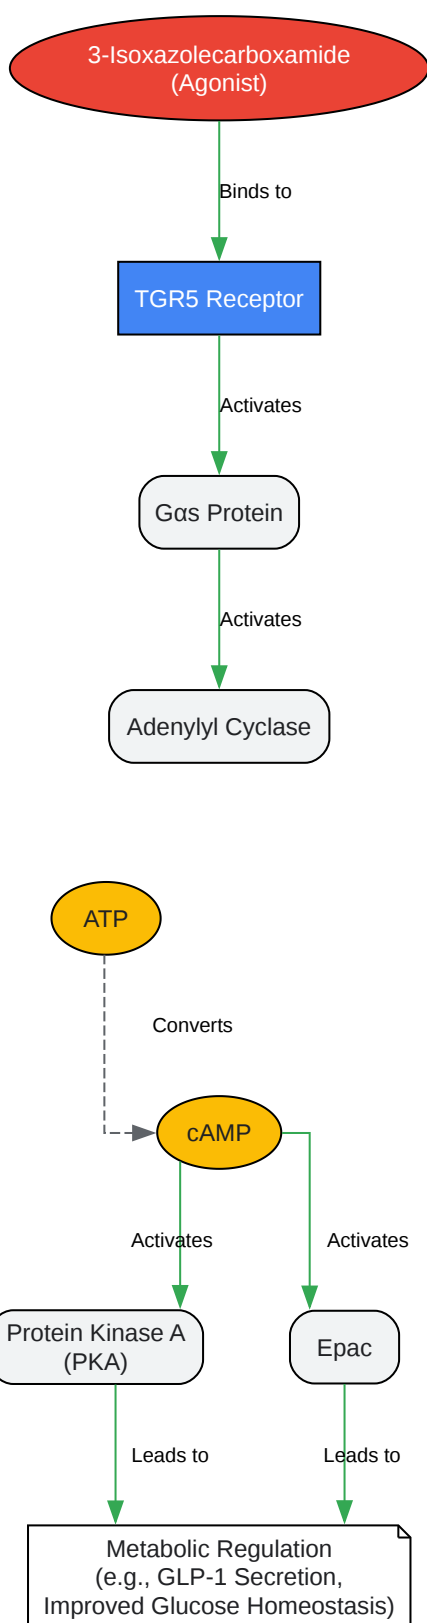 3-Isoxazolecarboxamide
(Agonist)
Binds to
TGR5 Receptor
Activates
Gαs Protein
Activates
Adenylyl Cyclase
ATP
Converts
cAMP
Activates
Activates
Protein Kinase A
(PKA)
Epac
Leads to
Leads to
Metabolic Regulation
(e.g., GLP-1 Secretion,
Improved Glucose Homeostasis)